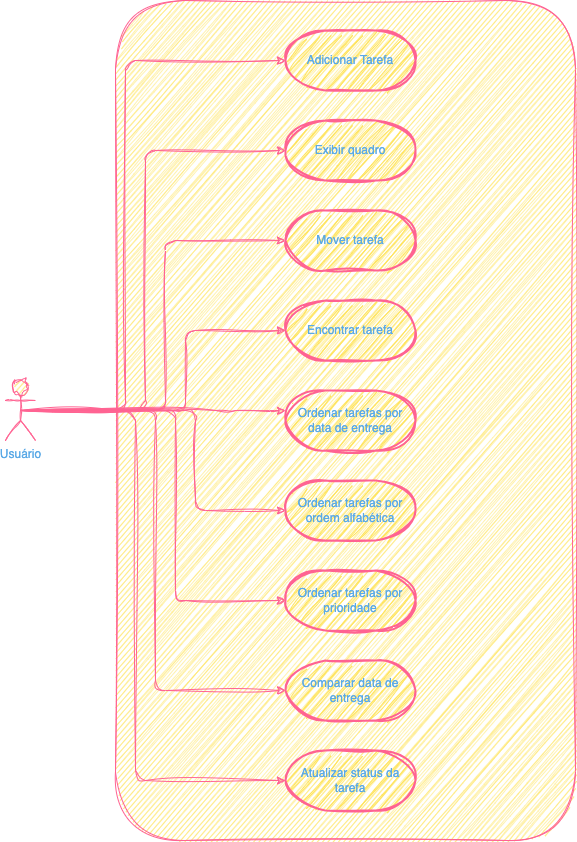 Adicionar Tarefa
Exibir quadro
Mover tarefa
Encontrar tarefa
Ordenar tarefas por
data de entrega
Usuário
Ordenar tarefas por
ordem alfabética
Ordenar tarefas por
prioridade
Comparar data de
entrega
Atualizar status da
tarefa